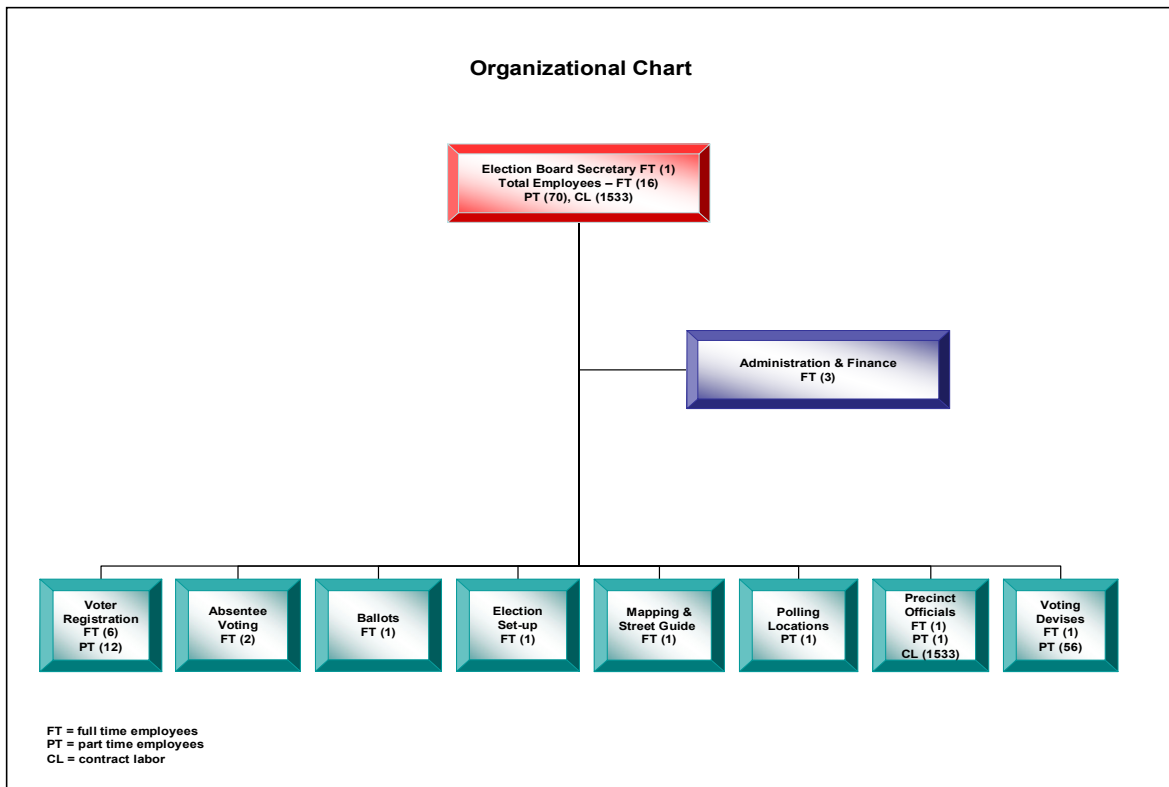 Organizational Chart
Election Board Secretary FT (1)
Total Employees – FT (16)
PT (70), CL (1533)
Administration & Finance
FT (3)
Voter
Registration
FT (6)
PT (12)
Absentee
Voting
FT (2)
Ballots
FT (1)
Election
Set-up
FT (1)
Mapping &
Street Guide
FT (1)
Polling
Locations
PT (1)
Precinct
Officials
FT (1)
PT (1)
CL (1533)
Voting
Devises
FT (1)
PT (56)
FT = full time employees
PT = part time employees
CL = contract labor